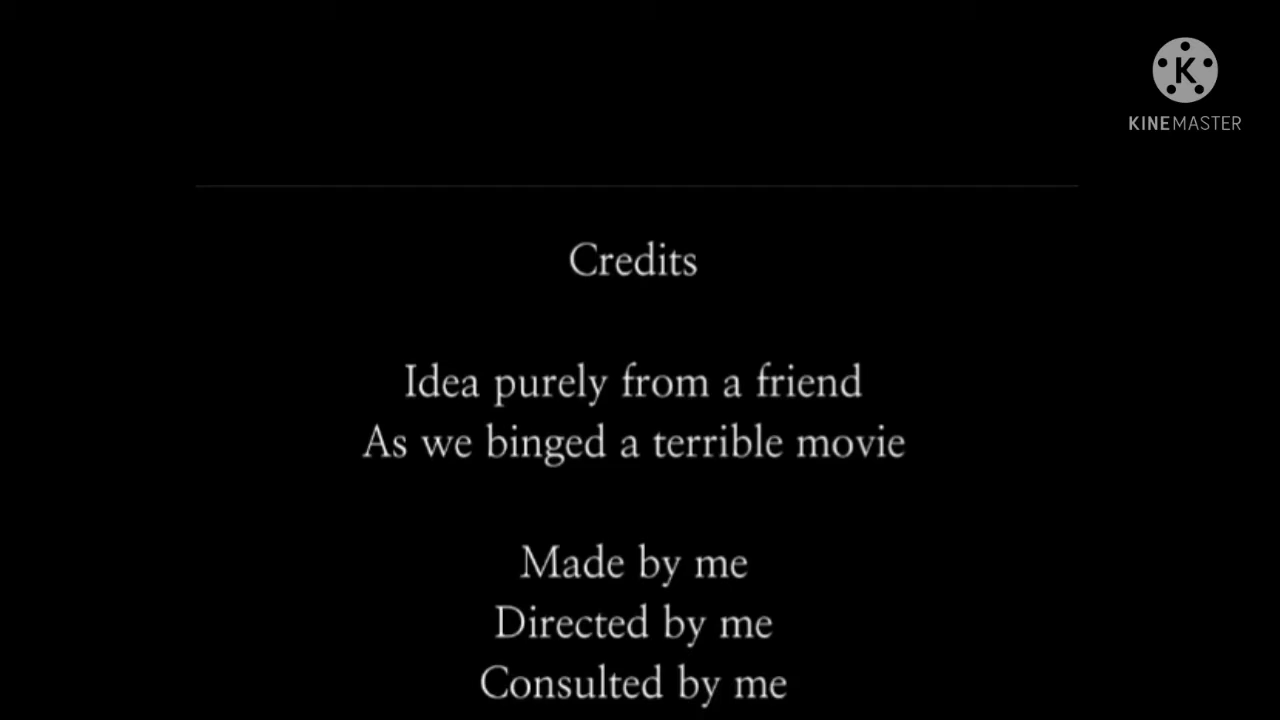 K
KINEMASTER
Credits
Idea purely from a friend
As we binged a terrible movie
Made by me
Directed by me
Consulted by me